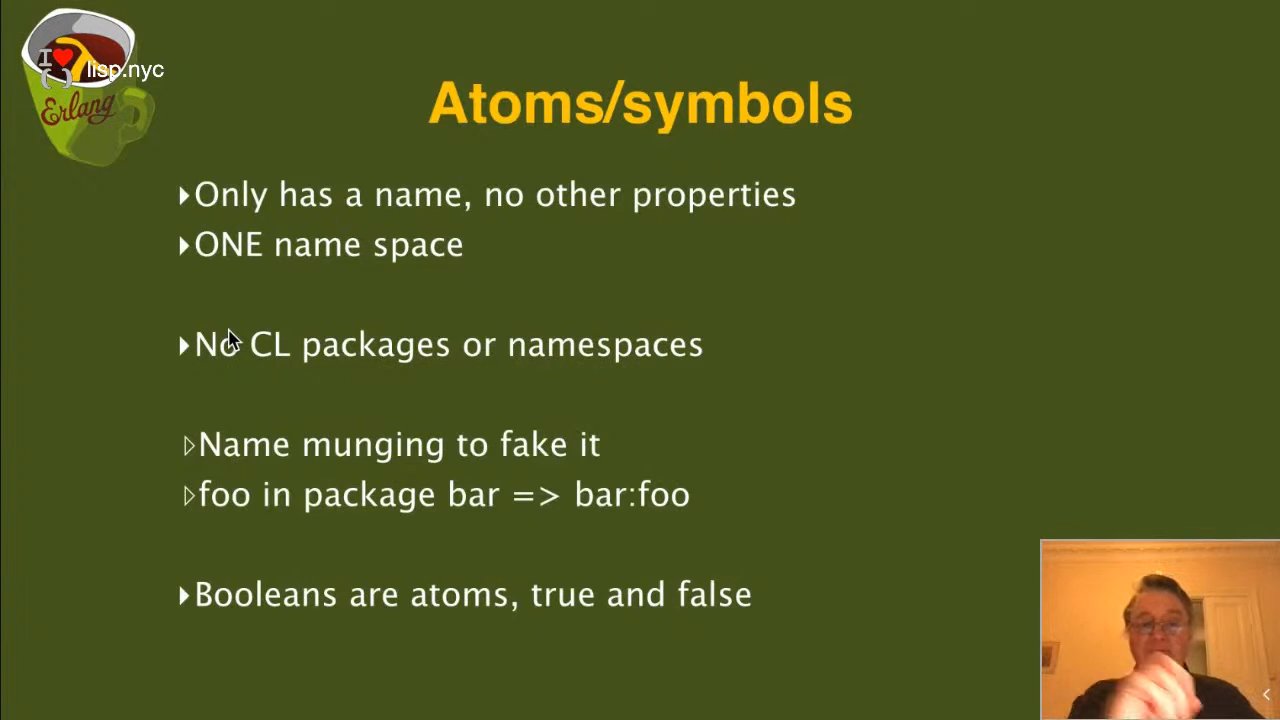 I ♥
( )
lisp.nyc
Erlang
Atoms/symbols
Only has a name, no other properties
ONE name space
No CL packages or namespaces
Name munging to fake it
foo in package bar => bar:foo
Booleans are atoms, true and false